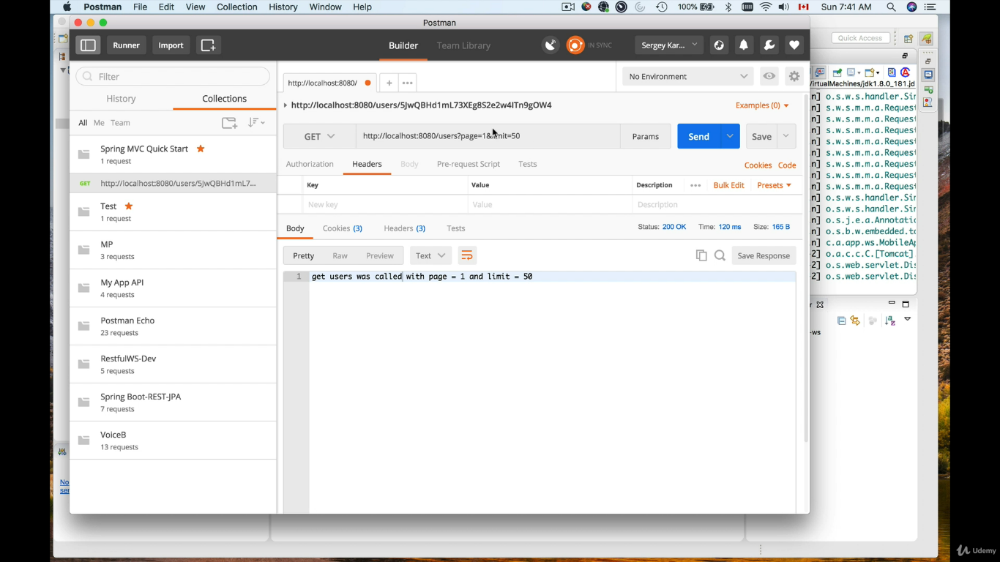 Postman File Edit View Collection History Window Help 100% Sun 7:41 AM
Postman
Quick Access
Runner Import Builder Team Library IN SYNC Sergey Kar...
Filter
http://localhost:8080/ + ••• No Environment
History Collections
/irtualMachines/jdk1.8.0_181.jd
All Me Team
http://localhost:8080/users/5JwQBHd1mL73XEg8S2e2w4ITn9gOW4 Examples (0)
GET http://localhost:8080/users?page=1&limit=50 Params Send Save
Authorization Headers Body Pre-request Script Tests Cookies Code
Key Value Description ••• Bulk Edit Presets
New key Value Description
Body Cookies (3) Headers (3) Tests Status: 200 OK Time: 120 ms Size: 165 B
Pretty Raw Preview Text Save Response
1 get users was called with page = 1 and limit = 50
Spring MVC Quick Start
1 request
GET http://localhost:8080/users/5JwQBHd1mL7...
Test
1 request
MP
3 requests
My App API
4 requests
Postman Echo
23 requests
RestfulWS-Dev
5 requests
Spring Boot-REST-JPA
7 requests
VoiceB
13 requests
n] o.s.w.s.handler.Sin
n] s.w.s.m.m.a.Request
n] s.w.s.m.m.a.Request
n] s.w.s.m.m.a.Request
n] s.w.s.m.m.a.Request
n] s.w.s.m.m.a.Request
n] s.w.s.m.m.a.Request
n] s.w.s.m.m.a.Request
n] s.w.s.m.m.a.Request
n] o.s.w.s.handler.Sin
n] o.s.w.s.handler.Sin
n] o.s.j.e.a.Annotatio
n] o.s.b.w.embedded.to
n] c.a.app.ws.MobileAp
2] o.a.c.c.C.[Tomcat]
2] o.s.web.servlet.Dis
2] o.s.web.servlet.Dis
-ws
No
ser
Udemy